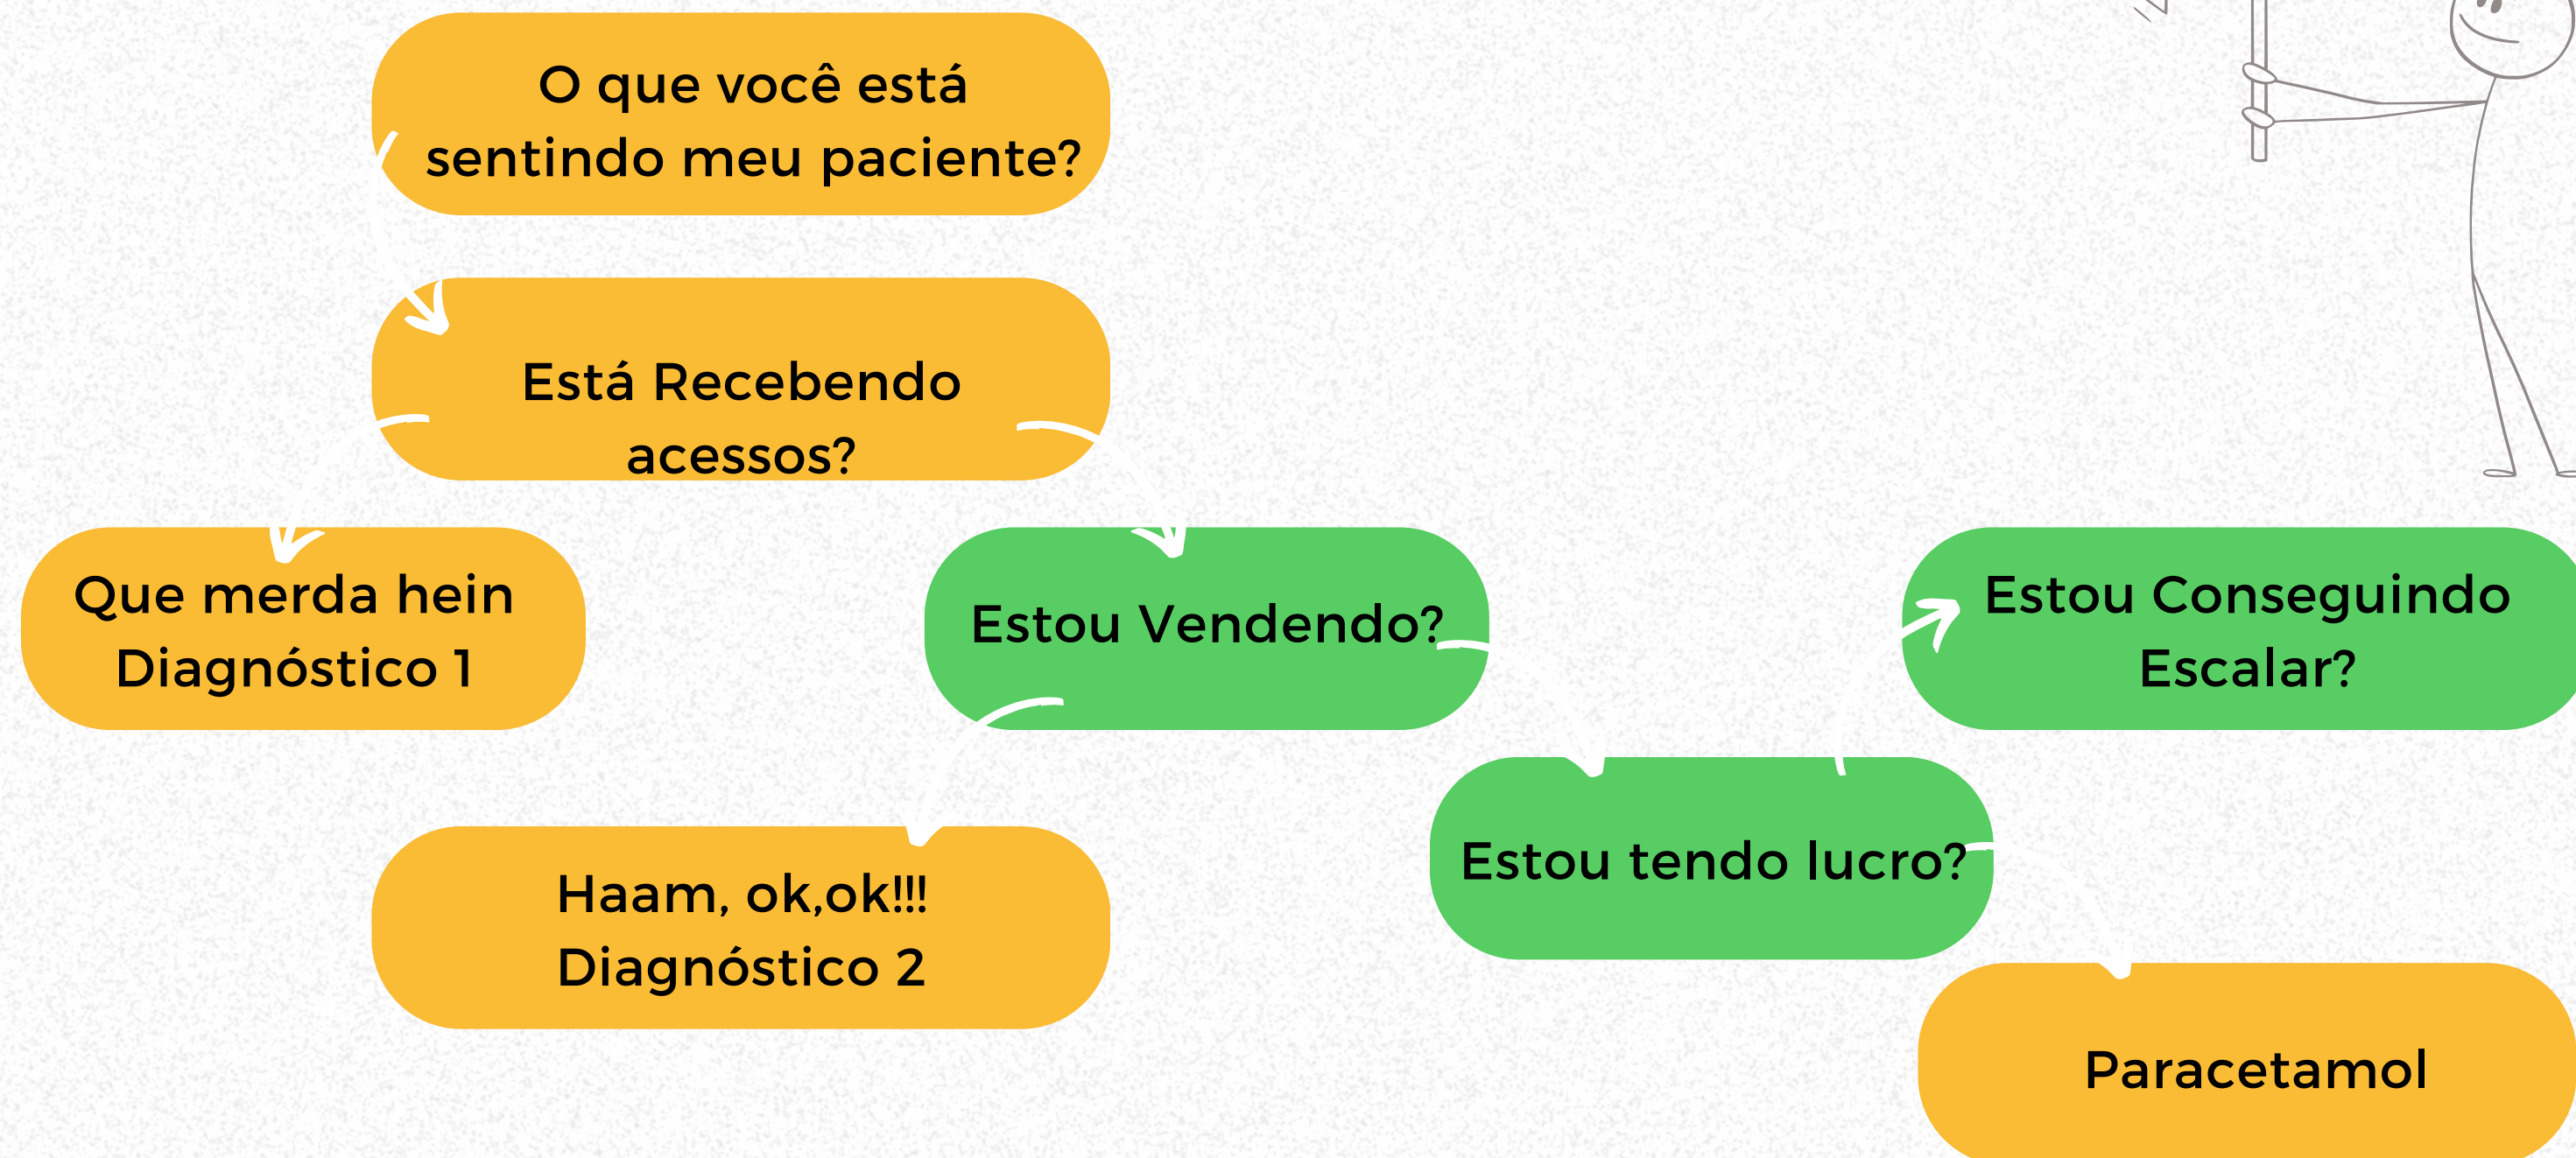 O que você está
sentindo meu paciente?
Está Recebendo
acessos?
Que merda hein
Diagnóstico 1
Estou Vendendo?
Estou Conseguindo
Escalar?
Estou tendo lucro?
Haam, ok,ok!!!
Diagnóstico 2
Paracetamol